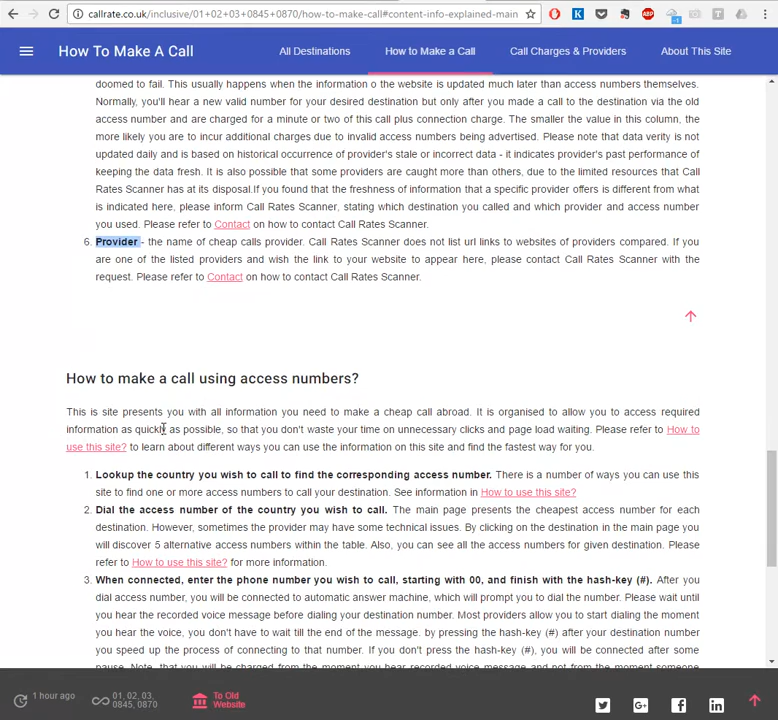 callrate.co.uk/inclusive/01+02+03+0845+0870/how-to-make-call#content-info-explained-main
How To Make A Call
All Destinations
How to Make a Call
Call Charges & Providers
About This Site
doomed to fail. This usually happens when the information o the website is updated much later than access numbers themselves.
Normally, you'll hear a new valid number for your desired destination but only after you made a call to the destination via the old
access number and are charged for a minute or two of this call plus connection charge. The smaller the value in this column, the
more likely you are to incur additional charges due to invalid access numbers being advertised. Please note that data verity is not
updated daily and is based on historical occurrence of provider's stale or incorrect data - it indicates provider's past performance of
keeping the data fresh. It is also possible that some providers are caught more than others, due to the limited resources that Call
Rates Scanner has at its disposal.If you found that the freshness of information that a specific provider offers is different from what
is indicated here, please inform Call Rates Scanner, stating which destination you called and which provider and access number
you used. Please refer to Contact on how to contact Call Rates Scanner.
6. Provider - the name of cheap calls provider. Call Rates Scanner does not list url links to websites of providers compared. If you
are one of the listed providers and wish the link to your website to appear here, please contact Call Rates Scanner with the
request. Please refer to Contact on how to contact Call Rates Scanner.
How to make a call using access numbers?
This is site presents you with all information you need to make a cheap call abroad. It is organised to allow you to access required
information as quickly as possible, so that you don't waste your time on unnecessary clicks and page load waiting. Please refer to How to
use this site? to learn about different ways you can use the information on this site and find the fastest way for you.
1. Lookup the country you wish to call to find the corresponding access number. There is a number of ways you can use this
site to find one or more access numbers to call your destination. See information in How to use this site?
2. Dial the access number of the country you wish to call. The main page presents the cheapest access number for each
destination. However, sometimes the provider may have some technical issues. By clicking on the destination in the main page you
will discover 5 alternative access numbers within the table. Also, you can see all the access numbers for given destination. Please
refer to How to use this site? for more information.
3. When connected, enter the phone number you wish to call, starting with 00, and finish with the hash-key (#). After you
dial access number, you will be connected to automatic answer machine, which will prompt you to dial the number. Please wait until
you hear the recorded voice message before dialing your destination number. Most providers allow you to start dialing the moment
you hear the voice, you don't have to wait till the end of the message. by pressing the hash-key (#) after your destination number
you speed up the process of connecting to that number. If you don't press the hash-key (#), you will be connected after some
pause. Note, that you will be charged from the moment you hear recorded voice message and not from the moment someone
1 hour ago
01, 02, 03,
0845, 0870
To Old
Website